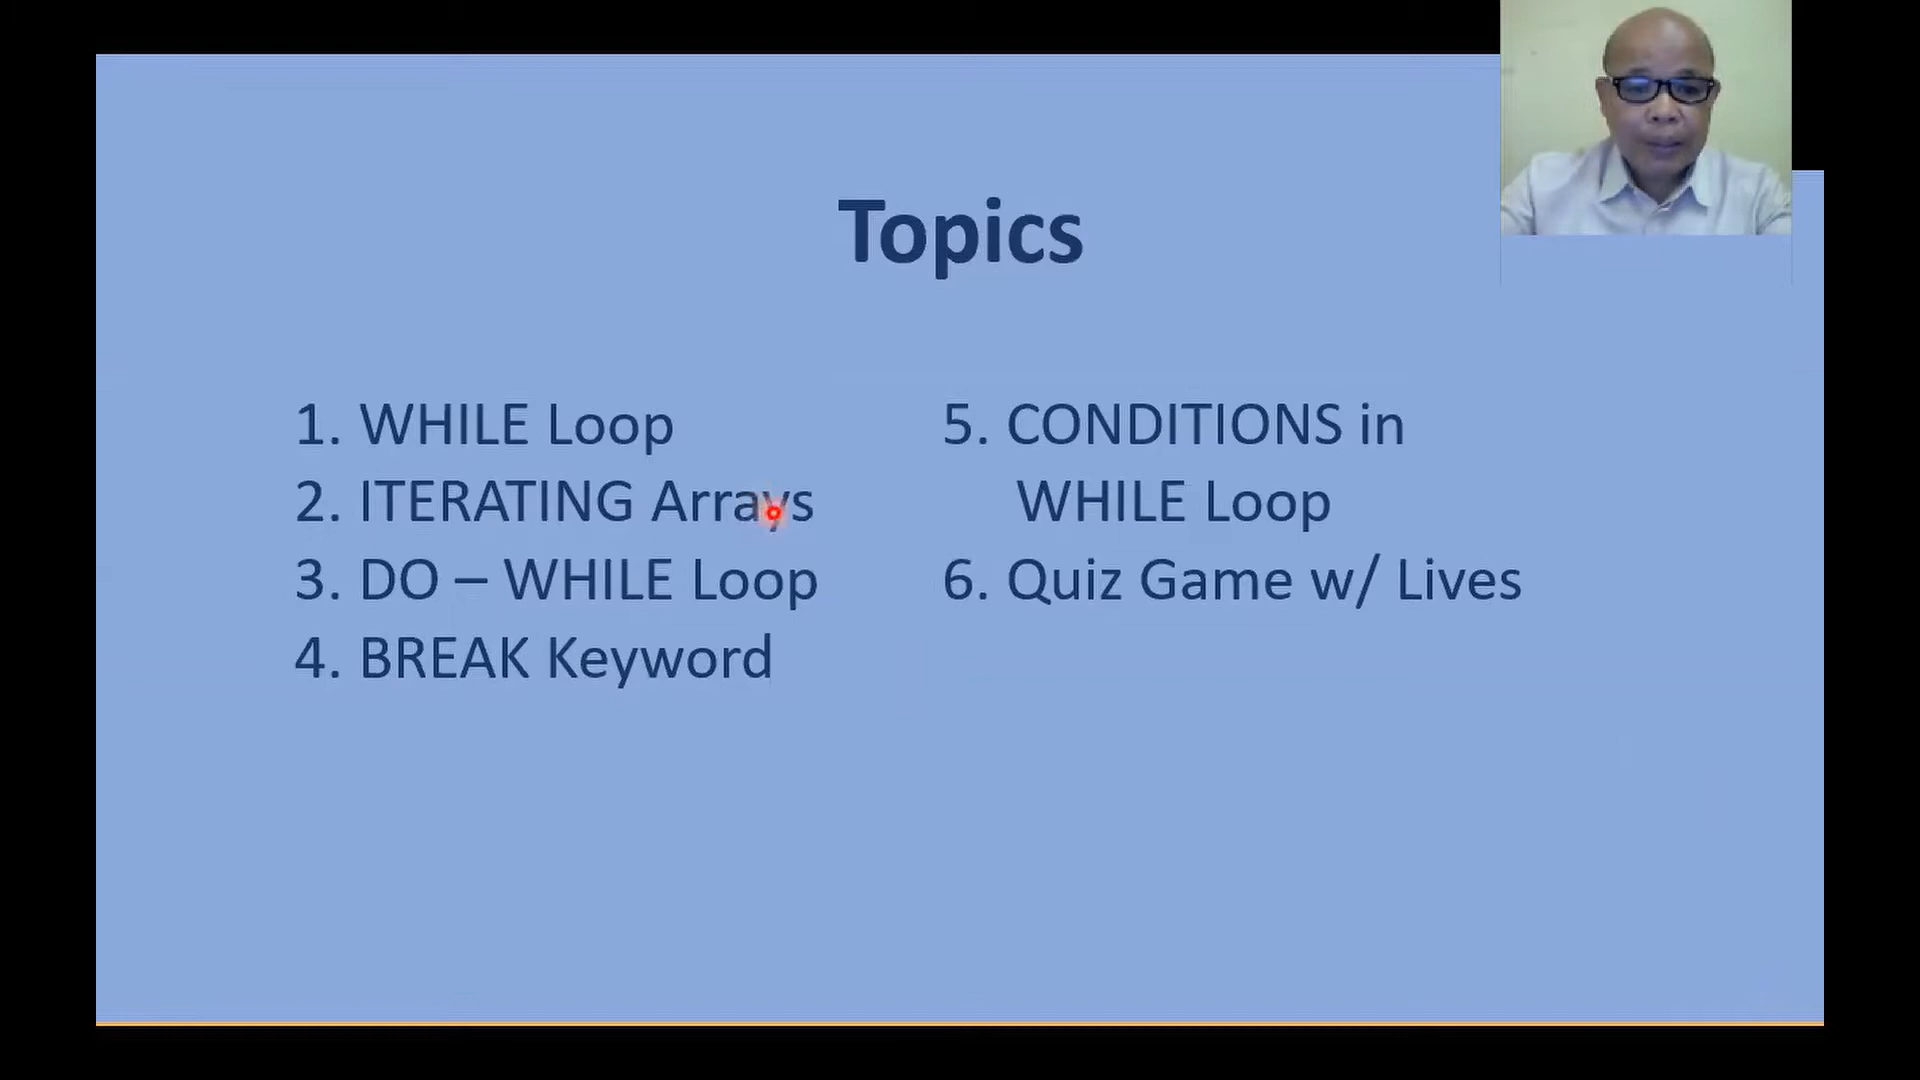 Topics
1. WHILE Loop
2. ITERATING Arrays
3. DO – WHILE Loop
4. BREAK Keyword
5. CONDITIONS in
WHILE Loop
6. Quiz Game w/ Lives